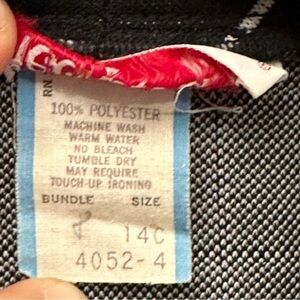 RN
100% POLYESTER
MACHINE WASH
WARM WATER
NO BLEACH
TUMBLE DRY
MAY REQUIRE
TOUCH-UP IRONING
BUNDLE SIZE
8 14C
4052-4